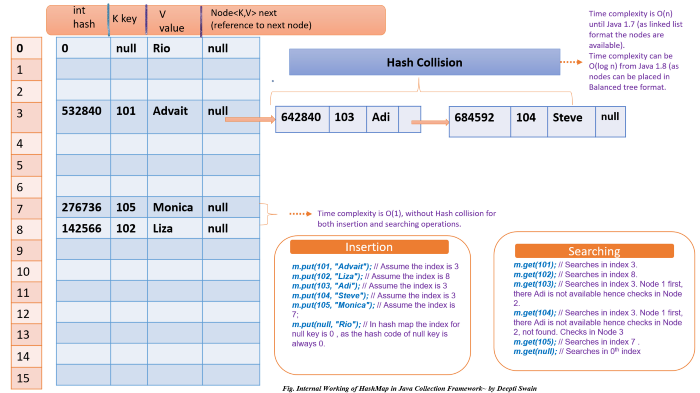 int hash
K key
V value
Node<K,V> next
(reference to next node)
0 0 null Rio null
1
2
3 532840 101 Advait null
4
5
6
7 276736 105 Monica null
8 142566 102 Liza null
9
10
11
12
13
14
15
Hash Collision
Time complexity is O(n)
until Java 1.7 (as linked list
format the nodes are
available).
Time complexity can be
O(log n) from Java 1.8 (as
nodes can be placed in
Balanced tree format.
642840 103 Adi
684592 104 Steve null
Time complexity is O(1), without Hash collision for
both insertion and searching operations.
Insertion
m.put(101, "Advait"); // Assume the index is 3
m.put(102, "Liza"); // Assume the index is 8
m.put(103, "Adi"); // Assume the index is 3
m.put(104, "Steve"); // Assume the index is 3
m.put(105, "Monica"); // Assume the index is
7;
m.put(null, "Rio"); // In hash map the index for
null key is 0 , as the hash code of null key is
always 0.
Searching
m.get(101); // Searches in index 3.
m.get(102); // Searches in index 8.
m.get(103); // Searches in index 3. Node 1 first,
there Adi is not available hence checks in Node
2.
m.get(104); // Searches in index 3. Node 1 first,
there Adi is not available hence checks in Node
2, not found. Checks in Node 3
m.get(105); // Searches in index 7 .
m.get(null); // Searches in 0th index
Fig. Internal Working of HashMap in Java Collection Framework~ by Deepti Swain